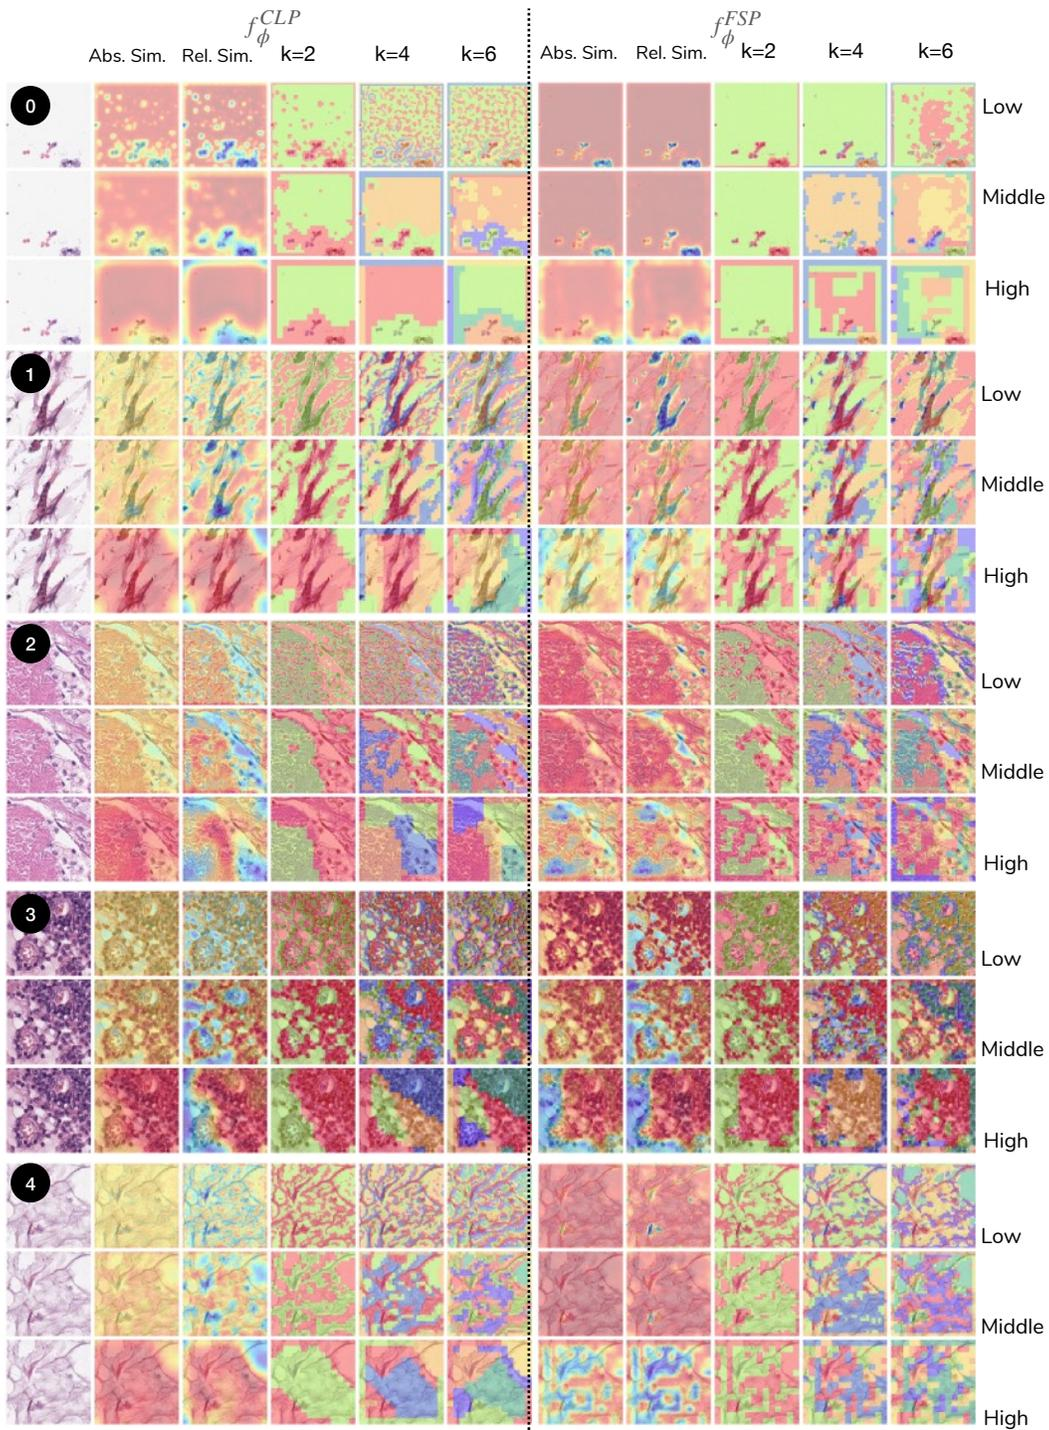 f_ϕ^CLP f_ϕ^FSP
Abs. Sim. Rel. Sim. k=2 k=4 k=6 Abs. Sim. Rel. Sim. k=2 k=4 k=6
0 Low
Middle
High
1 Low
Middle
High
2 Low
Middle
High
3 Low
Middle
High
4 Low
Middle
High